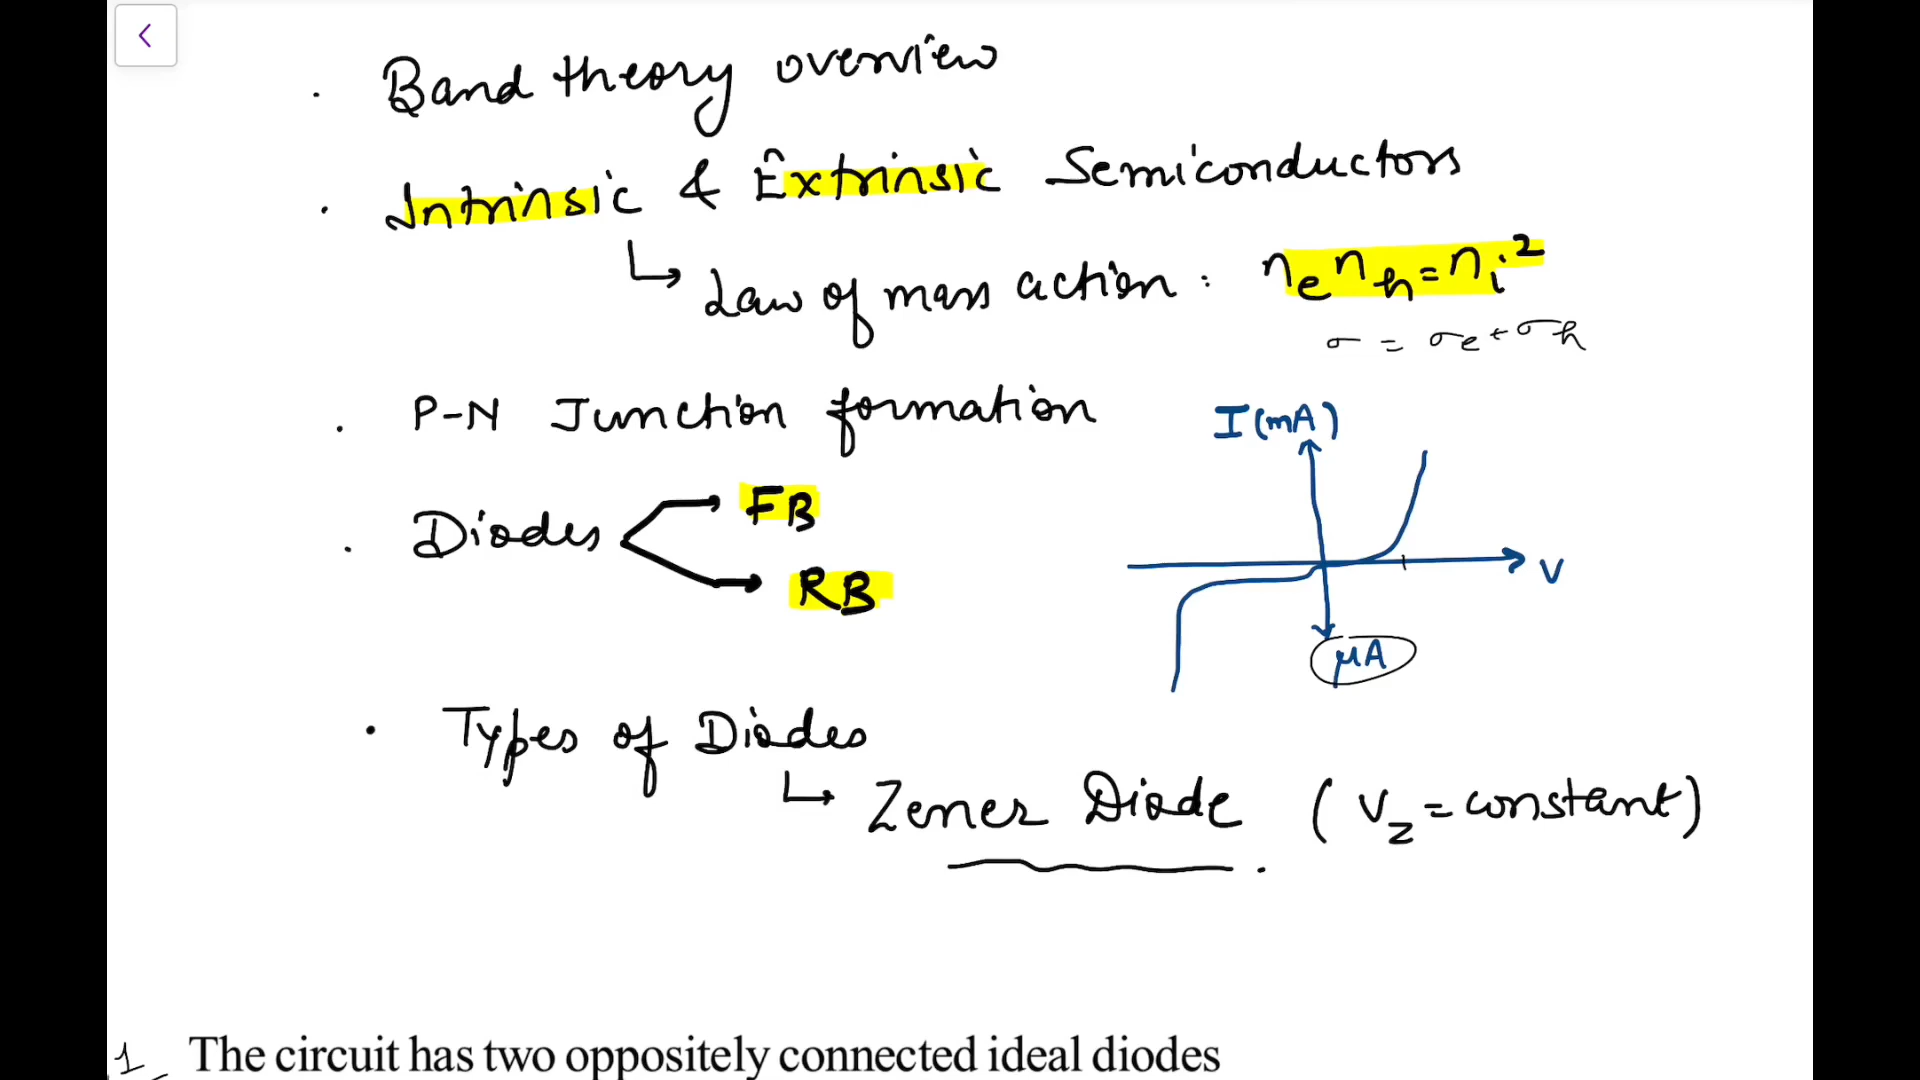 . Band theory overview
. Intrinsic & Extrinsic Semiconductors
↳ Law of mass action : nₑnₕ=nᵢ²
σ = σₑ+σₕ
. P-N Junction formation
I (mA)
. Diodes
FB
RB
V
μA
. Types of Diodes
↳ Zener Diode (V_z = constant)
1 The circuit has two oppositely connected ideal diodes